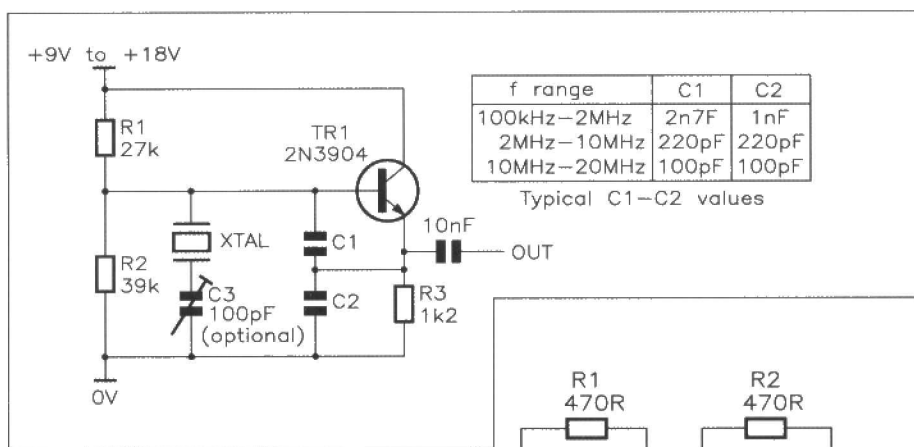 +9V to +18V
R1
27k
TR1
2N3904
R2
39k
XTAL
C3
100pF
(optional)
C1
C2
10nF
OUT
R3
1k2
0V
f range C1 C2
100kHz–2MHz 2n7F 1nF
2MHz–10MHz 220pF 220pF
10MHz–20MHz 100pF 100pF
Typical C1–C2 values
R1
470R
R2
470R